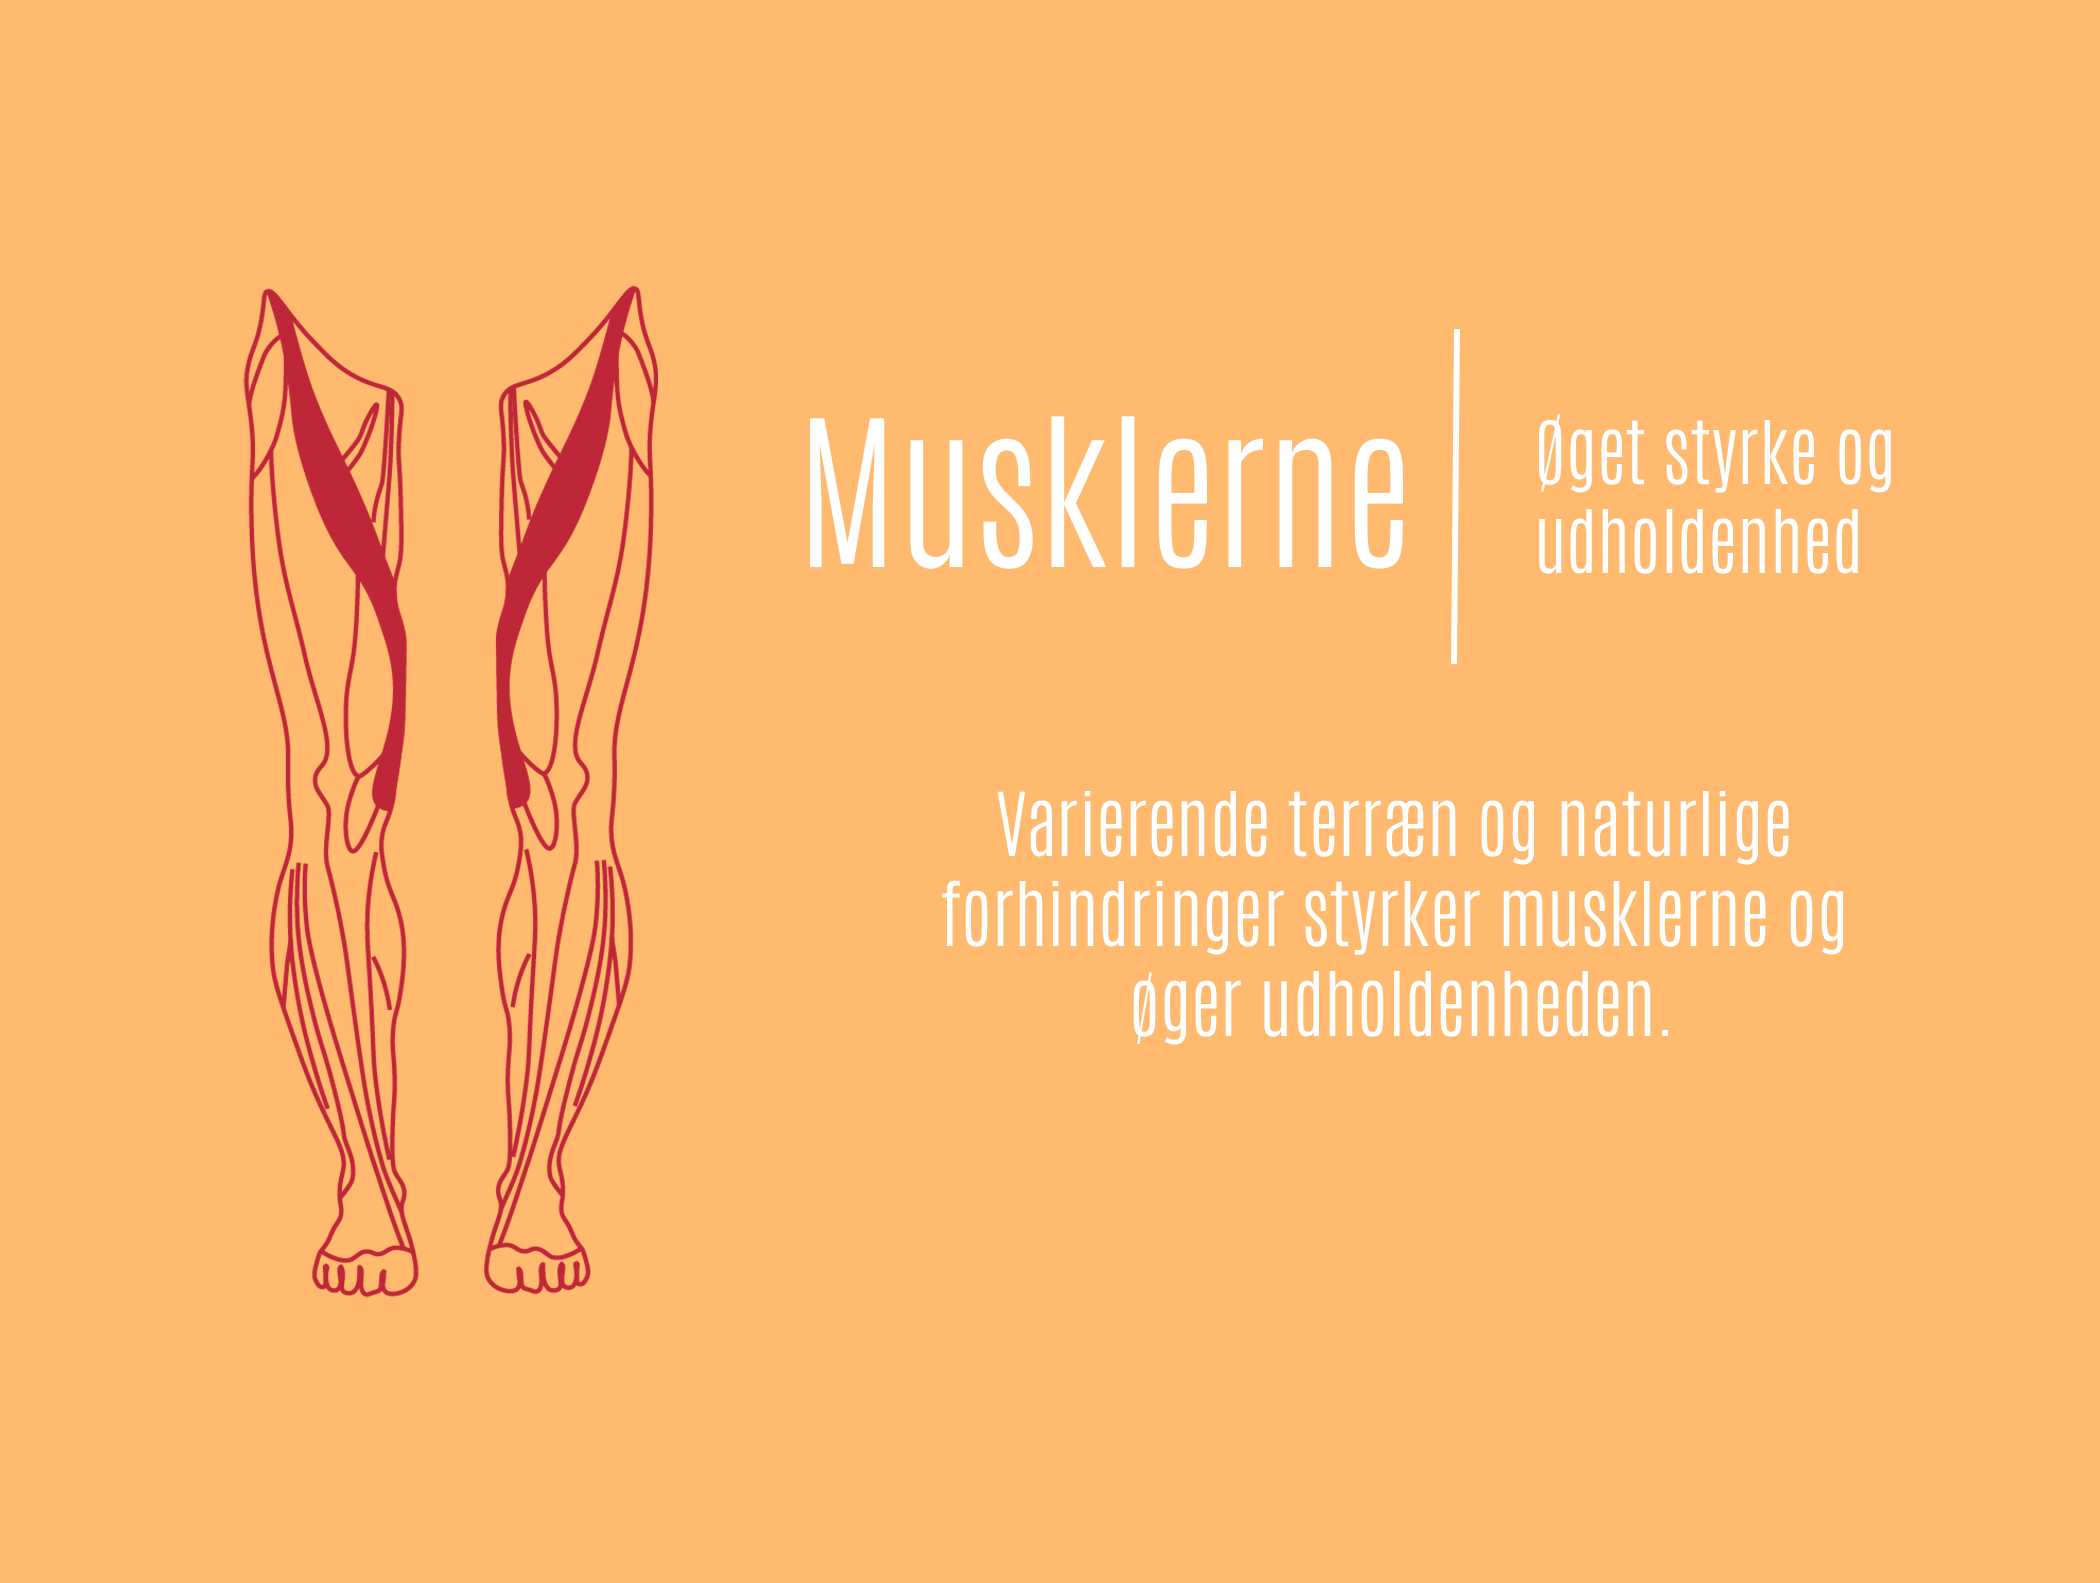 Musklerne
Øget styrke og
udholdenhed
Varierende terræn og naturlige
forhindringer styrker musklerne og
øger udholdenheden.